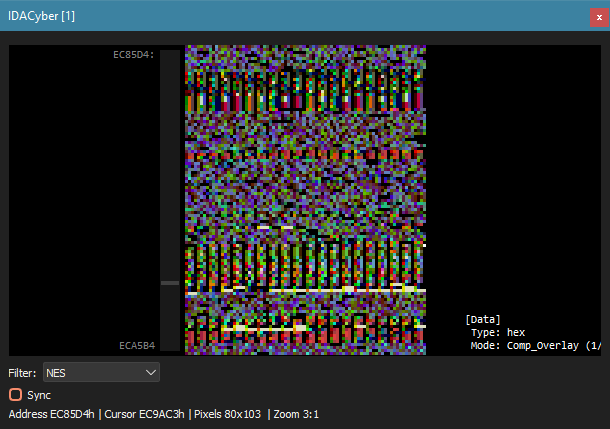 IDACyber [1]
x
EC85D4:
ECA5B4
[Data]
Type: hex
Mode: Comp_Overlay (1/
Filter: NES
Sync
Address EC85D4h | Cursor EC9AC3h | Pixels 80x103 | Zoom 3:1